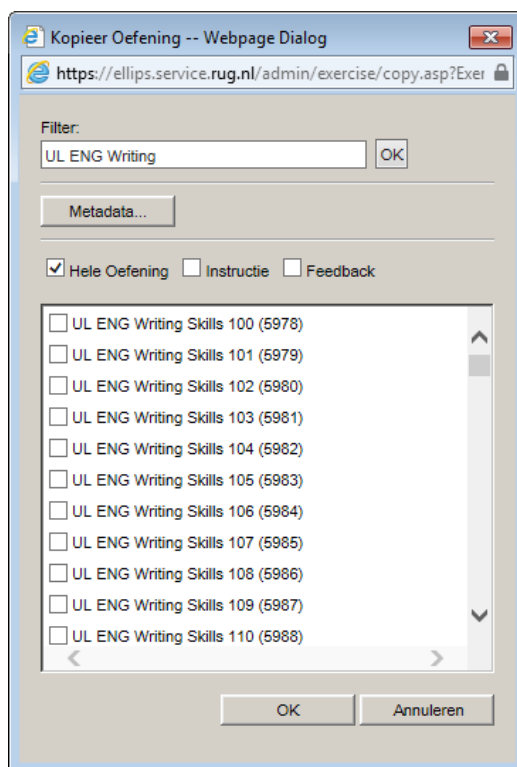 Kopieer Oefening -- Webpage Dialog
https://ellips.service.rug.nl/admin/exercise/copy.asp?Exer
Filter:
UL ENG Writing OK
Metadata...
Hele Oefening Instructie Feedback
UL ENG Writing Skills 100 (5978)
UL ENG Writing Skills 101 (5979)
UL ENG Writing Skills 102 (5980)
UL ENG Writing Skills 103 (5981)
UL ENG Writing Skills 104 (5982)
UL ENG Writing Skills 105 (5983)
UL ENG Writing Skills 106 (5984)
UL ENG Writing Skills 107 (5985)
UL ENG Writing Skills 108 (5986)
UL ENG Writing Skills 109 (5987)
UL ENG Writing Skills 110 (5988)
OK Annuleren